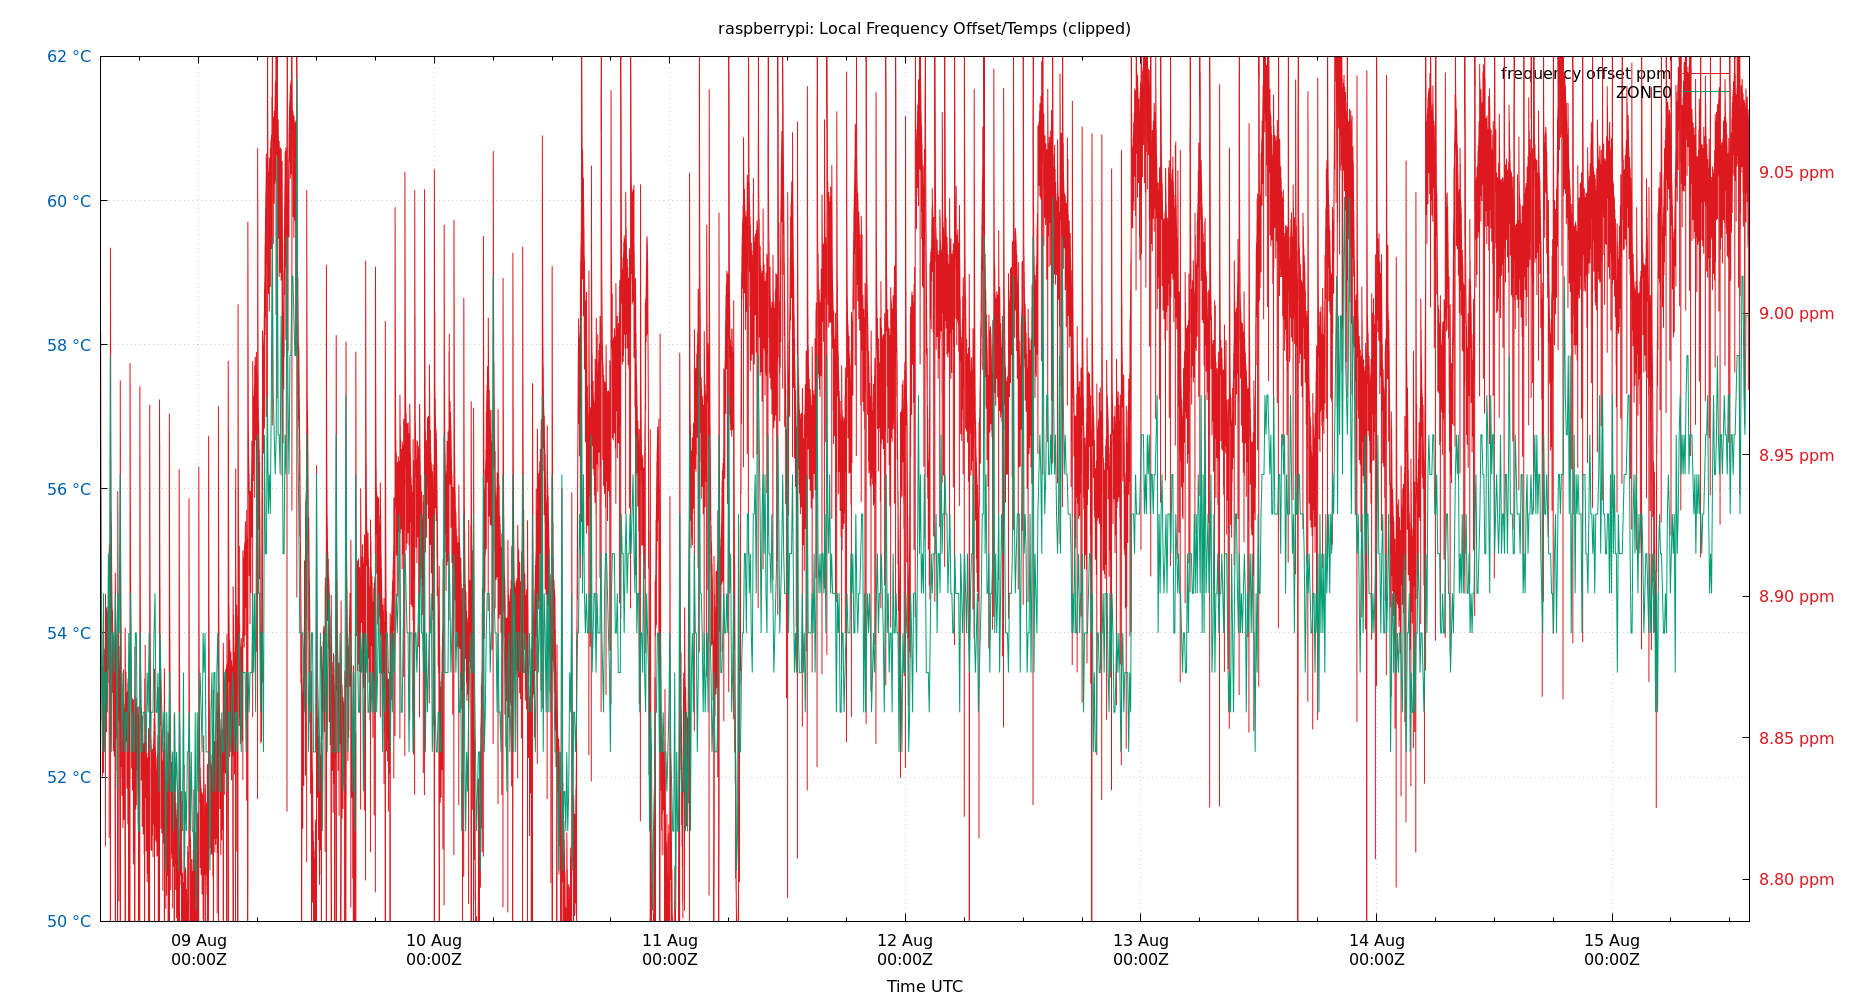 raspberrypi: Local Frequency Offset/Temps (clipped)
62 °C
60 °C
58 °C
56 °C
54 °C
52 °C
50 °C
frequency offset ppm
ZONE0
9.05 ppm
9.00 ppm
8.95 ppm
8.90 ppm
8.85 ppm
8.80 ppm
09 Aug
00:00Z
10 Aug
00:00Z
11 Aug
00:00Z
12 Aug
00:00Z
13 Aug
00:00Z
14 Aug
00:00Z
15 Aug
00:00Z
Time UTC